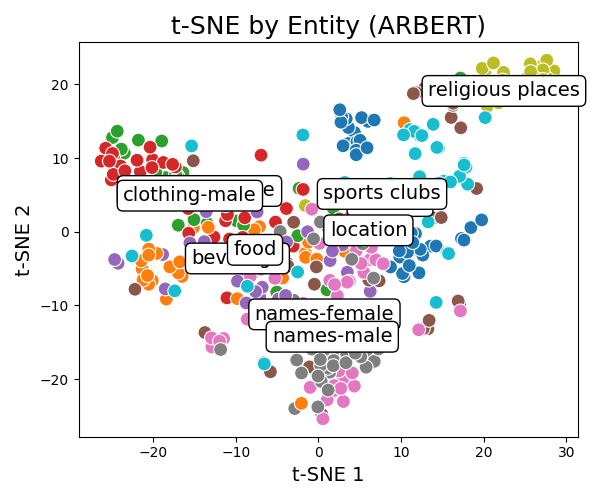 t-SNE by Entity (ARBERT)
t-SNE 2
20
10
0
−10
−20
religious places
clothing-male
e
sports clubs
location
food
bev
names-female
names-male
−20
−10
0
10
20
30
t-SNE 1